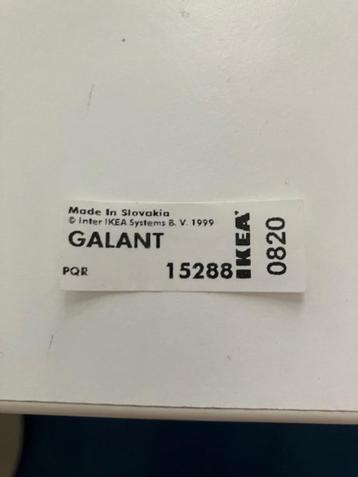 Made In Slovakia
© Inter IKEA Systems B. V. 1999
GALANT
PQR 15288
IKEA
0820